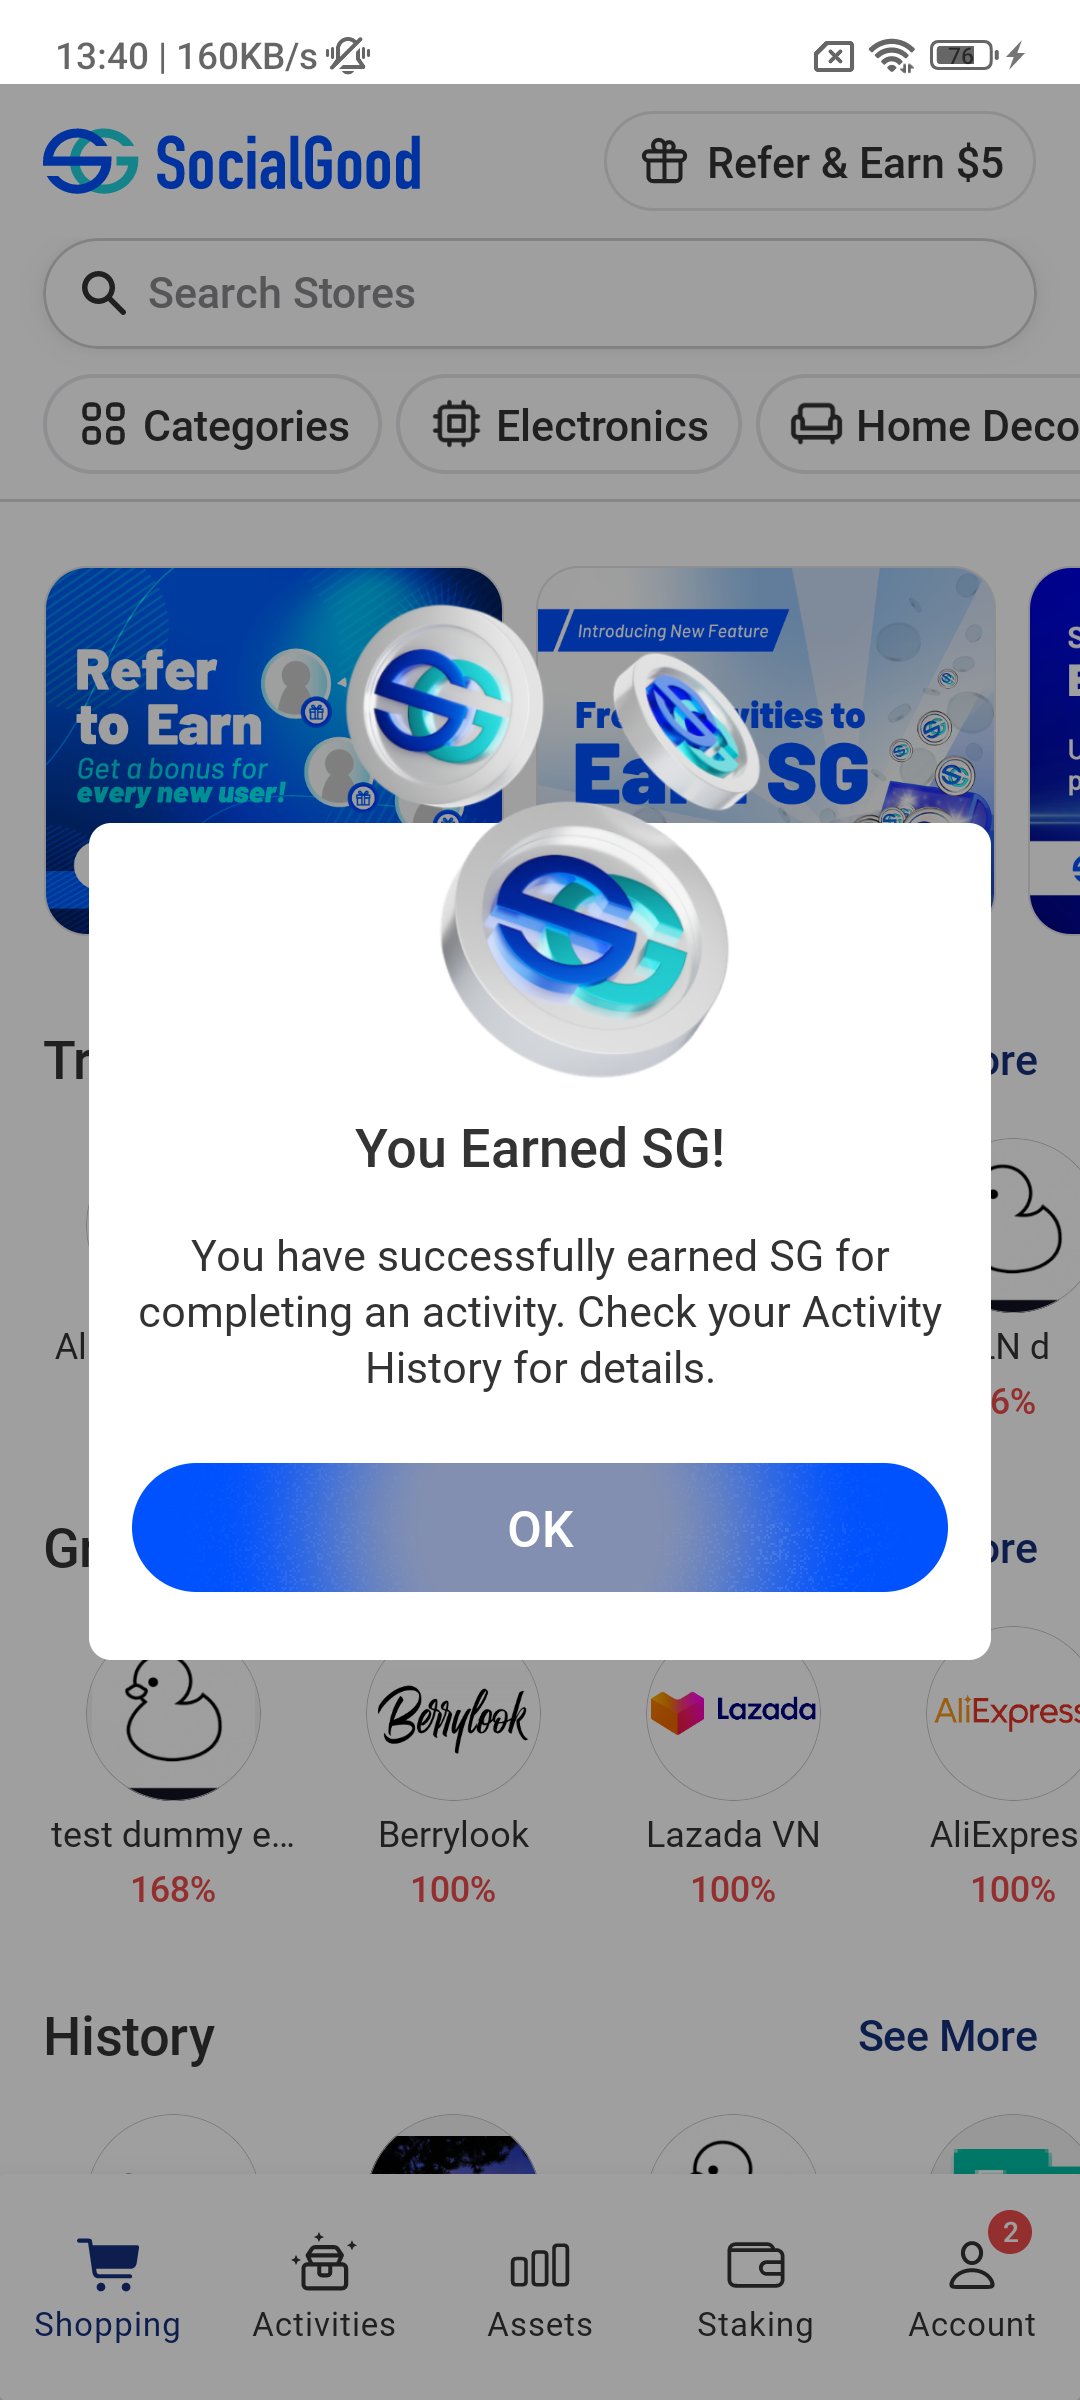 13:40 | 160KB/s
76
SocialGood
Refer & Earn $5
Search Stores
Categories
Electronics
Home Deco
Refer
to Earn
Get a bonus for
every new user!
Introducing New Feature
vities to
SG
Tr
ore
You Earned SG!
You have successfully earned SG for
completing an activity. Check your Activity
History for details.
Al
N d
6%
OK
Gr
ore
Berrylook
Lazada
AliExpress
test dummy e...
Berrylook
Lazada VN
AliExpres
168%
100%
100%
100%
History
See More
2
Shopping
Activities
Assets
Staking
Account